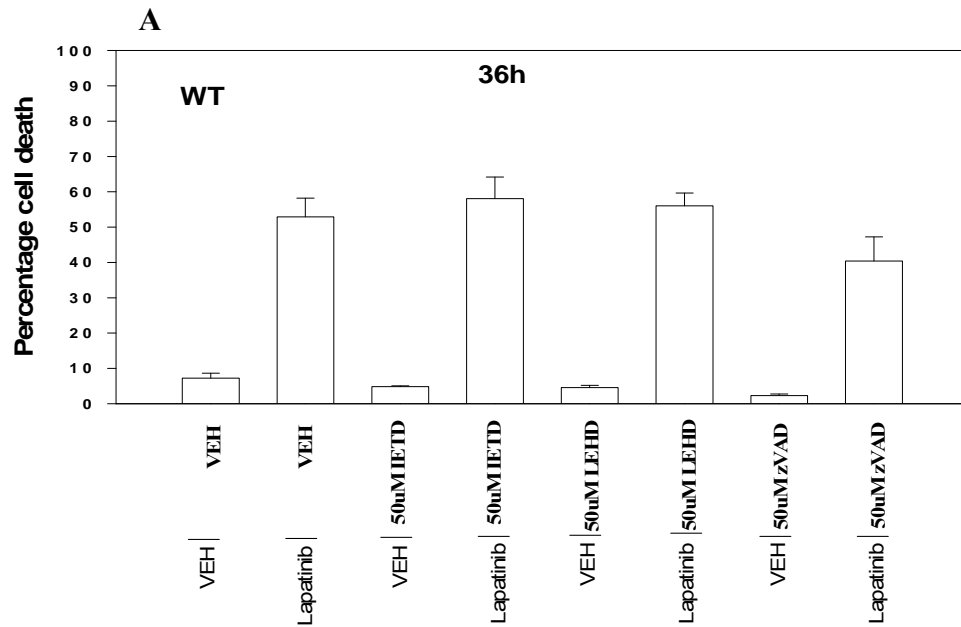 A
36h
WT
Percentage cell death
100
90
80
70
60
50
40
30
20
10
0
VEH
VEH
50uM IETD
50uM IETD
50uM LEHD
50uM LEHD
50uM zVAD
50uM zVAD
VEH
Lapatinib
VEH
Lapatinib
VEH
Lapatinib
VEH
Lapatinib